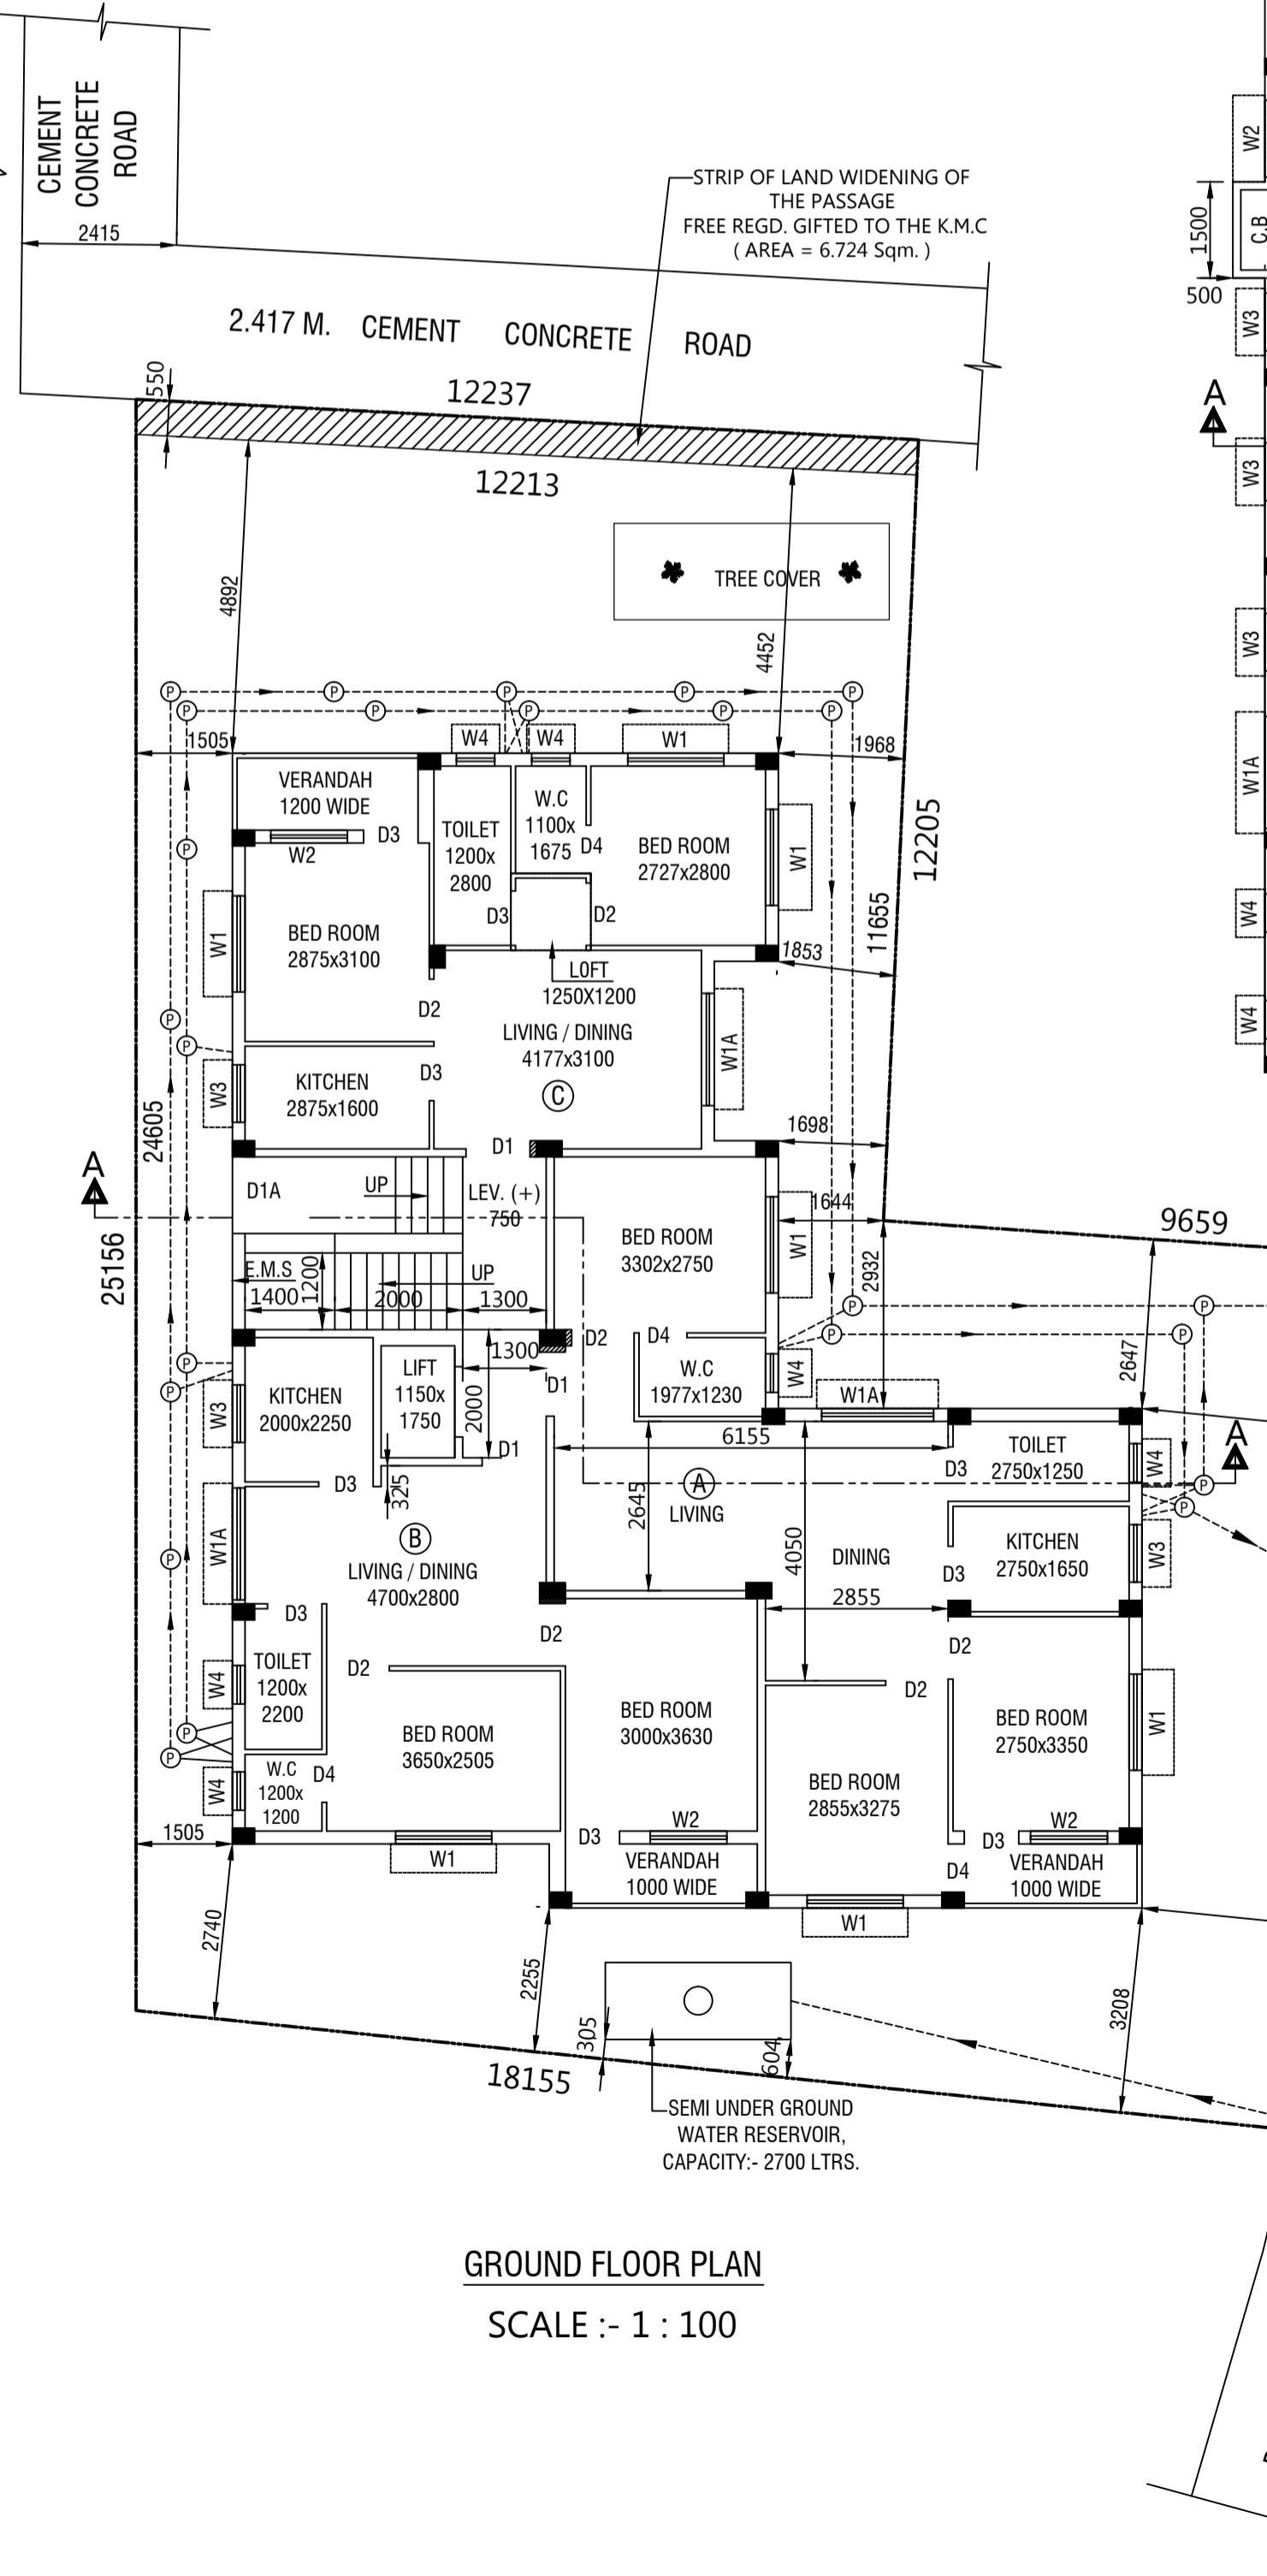 CEMENT
CONCRETE
ROAD
2415
STRIP OF LAND WIDENING OF
THE PASSAGE
FREE REGD. GIFTED TO THE K.M.C
( AREA = 6.724 Sqm. )
W2
1500
C.B
500
W3
2.417 M. CEMENT CONCRETE ROAD
550
12237
A
12213
W3
TREE COVER
4892
4452
W3
P
P
P
P
P
P
P
P
P
P
1505
W4
W4
W1
1968
W1A
VERANDAH
1200 WIDE
D3
W2
TOILET
1200x
2800
W.C
1100x
1675
D4
BED ROOM
2727x2800
W1
12205
P
D3
D2
11655
W4
W1
BED ROOM
2875x3100
1853
LOFT
1250X1200
D2
LIVING / DINING
4177x3100
W1A
C
W4
P
P
W3
KITCHEN
2875x1600
D3
24605
D1
1698
A
D1A
UP
LEV. (+)
750
BED ROOM
3302x2750
W1
1644
9659
25156
E.M.S
1200
UP
1400
2000
1300
2932
P
P
P
P
D2
D4
1300
2647
P
P
W3
KITCHEN
2000x2250
LIFT
1150x
1750
2000
D1
W.C
1977x1230
W4
W1A
6155
D1
TOILET
2750x1250
W4
A
D3
325
D3
A
LIVING
2645
P
P
W1A
B
LIVING / DINING
4700x2800
4050
DINING
KITCHEN
2750x1650
W3
D3
2855
P
D3
D2
D2
W4
TOILET
1200x
2200
D2
D2
BED ROOM
3650x2505
BED ROOM
3000x3630
BED ROOM
2750x3350
W1
P
P
W4
W.C
1200x
1200
D4
BED ROOM
2855x3275
1505
W1
D3
W2
VERANDAH
1000 WIDE
D3
W2
D4
VERANDAH
1000 WIDE
W1
2740
2255
305
604
3208
18155
SEMI UNDER GROUND
WATER RESERVOIR,
CAPACITY:- 2700 LTRS.
GROUND FLOOR PLAN
SCALE :- 1 : 100